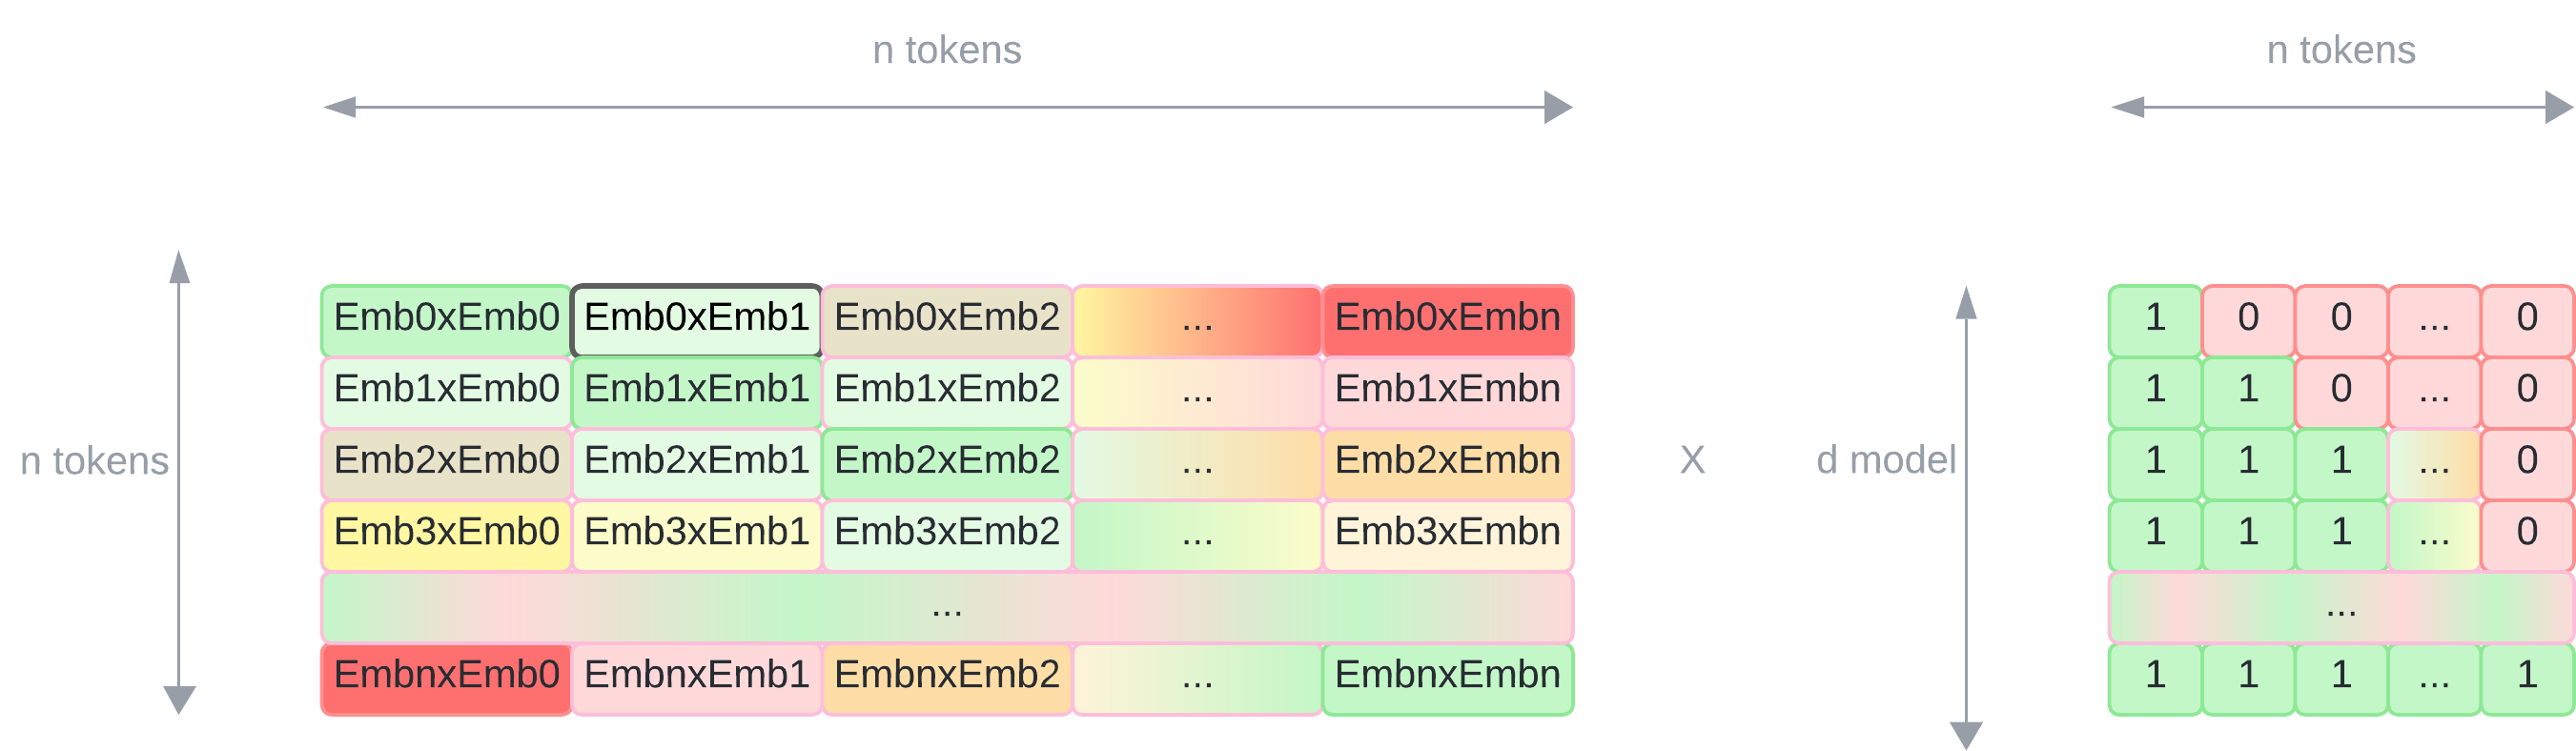 n tokens n tokens
Emb0xEmb0 Emb0xEmb1 Emb0xEmb2 ... Emb0xEmbn 1 0 0 ... 0
Emb1xEmb0 Emb1xEmb1 Emb1xEmb2 ... Emb1xEmbn 1 1 0 ... 0
n tokens Emb2xEmb0 Emb2xEmb1 Emb2xEmb2 ... Emb2xEmbn X d model 1 1 1 ... 0
Emb3xEmb0 Emb3xEmb1 Emb3xEmb2 ... Emb3xEmbn 1 1 1 ... 0
... ...
EmbnxEmb0 EmbnxEmb1 EmbnxEmb2 ... EmbnxEmbn 1 1 1 ... 1